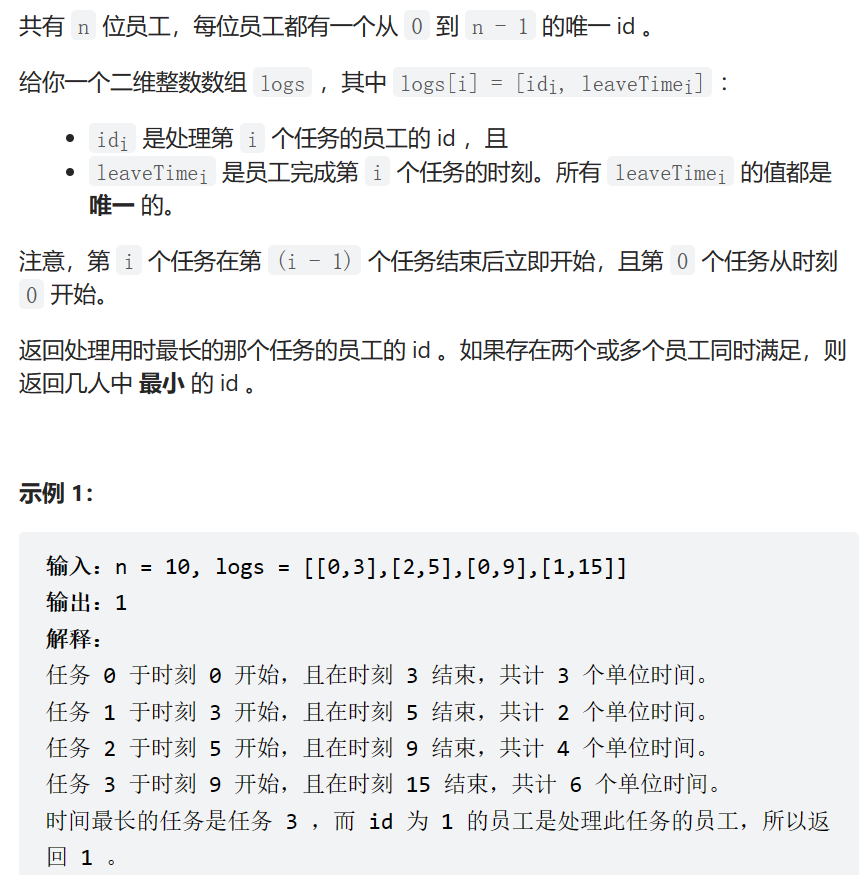 共有 n 位员工，每位员工都有一个从 0 到 n - 1 的唯一 id 。
给你一个二维整数数组 logs ，其中 logs[i] = [idi, leaveTimei] ：
• idi 是处理第 i 个任务的员工的 id ，且
• leaveTimei 是员工完成第 i 个任务的时刻。所有 leaveTimei 的值都是
唯一 的。
注意，第 i 个任务在第 (i - 1) 个任务结束后立即开始，且第 0 个任务从时刻
0 开始。
返回处理用时最长的那个任务的员工的 id 。如果存在两个或多个员工同时满足，则
返回几人中 最小 的 id 。
示例 1：
输入：n = 10, logs = [[0,3],[2,5],[0,9],[1,15]]
输出：1
解释：
任务 0 于时刻 0 开始，且在时刻 3 结束，共计 3 个单位时间。
任务 1 于时刻 3 开始，且在时刻 5 结束，共计 2 个单位时间。
任务 2 于时刻 5 开始，且在时刻 9 结束，共计 4 个单位时间。
任务 3 于时刻 9 开始，且在时刻 15 结束，共计 6 个单位时间。
时间最长的任务是任务 3 ，而 id 为 1 的员工是处理此任务的员工，所以返
回 1 。